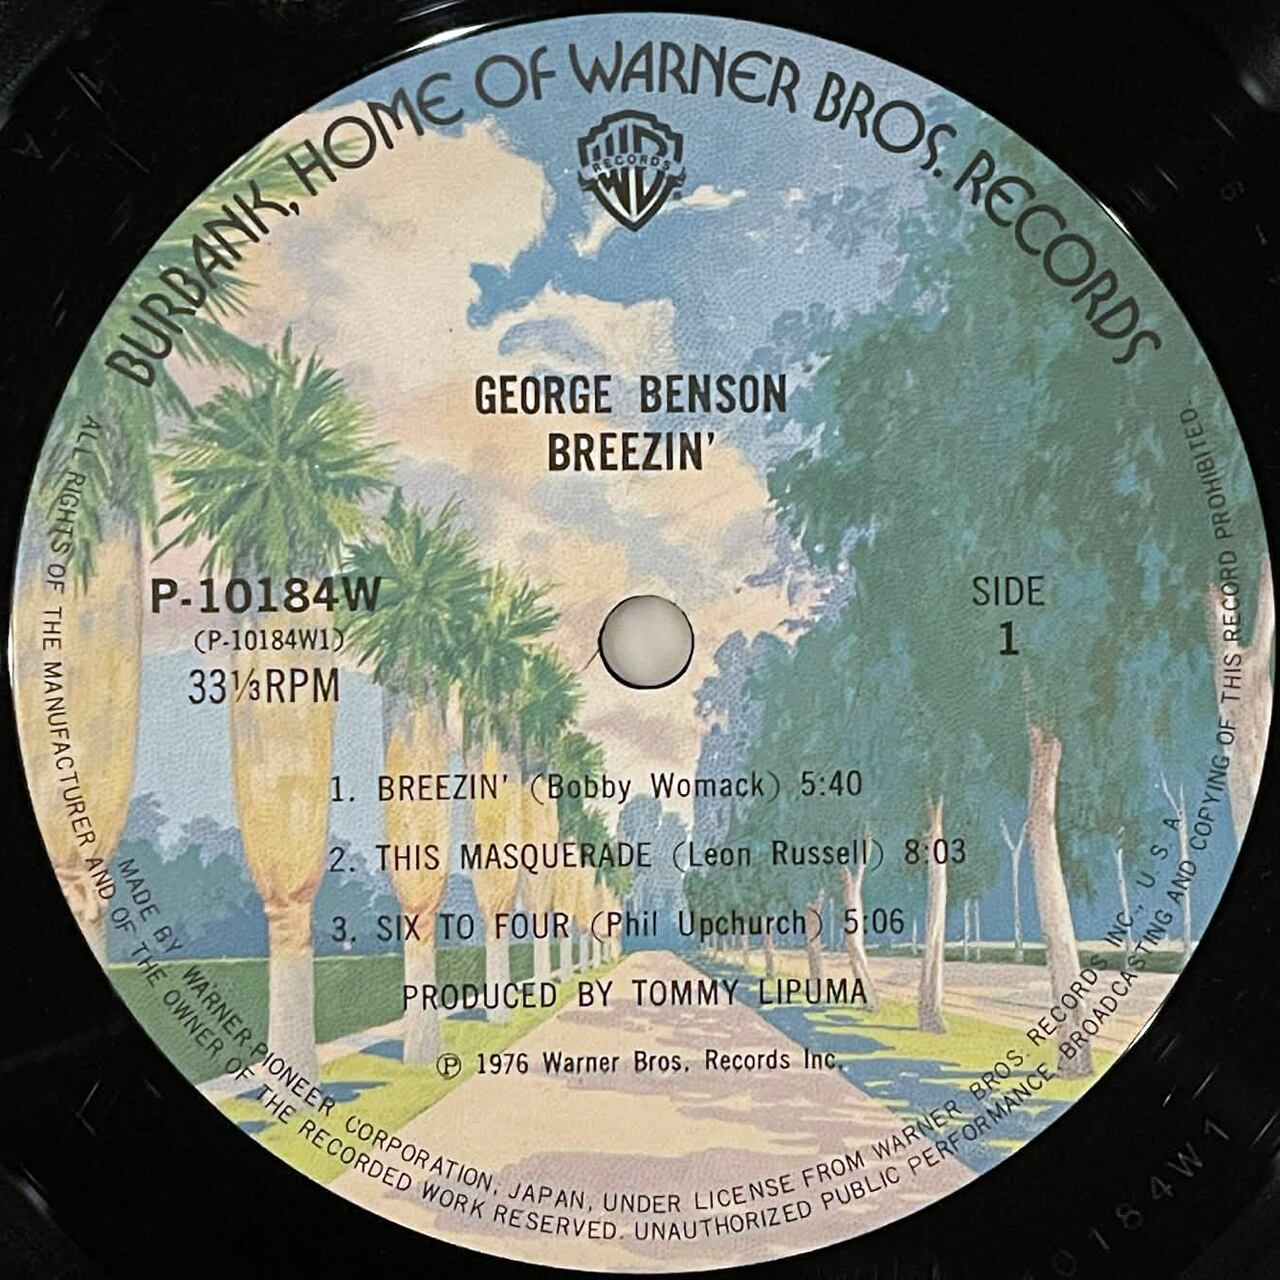 BURBANK, HOME OF WARNER BROS. RECORDS
RECORDS
GEORGE BENSON
BREEZIN'
P-10184W
(P-10184W1)
33⅓RPM
SIDE
1
1. BREEZIN' (Bobby Womack) 5:40
2. THIS MASQUERADE (Leon Russell) 8:03
3. SIX TO FOUR (Phil Upchurch) 5:06
PRODUCED BY TOMMY LIPUMA
Ⓟ 1976 Warner Bros. Records Inc.
MADE BY WARNER-PIONEER CORPORATION, JAPAN, UNDER LICENSE FROM WARNER BROS. RECORDS INC., U.S.A.
ALL RIGHTS OF THE MANUFACTURER AND OF THE OWNER OF THE RECORDED WORK RESERVED. UNAUTHORIZED PUBLIC PERFORMANCE, BROADCASTING AND COPYING OF THIS RECORD PROHIBITED.
10184W1